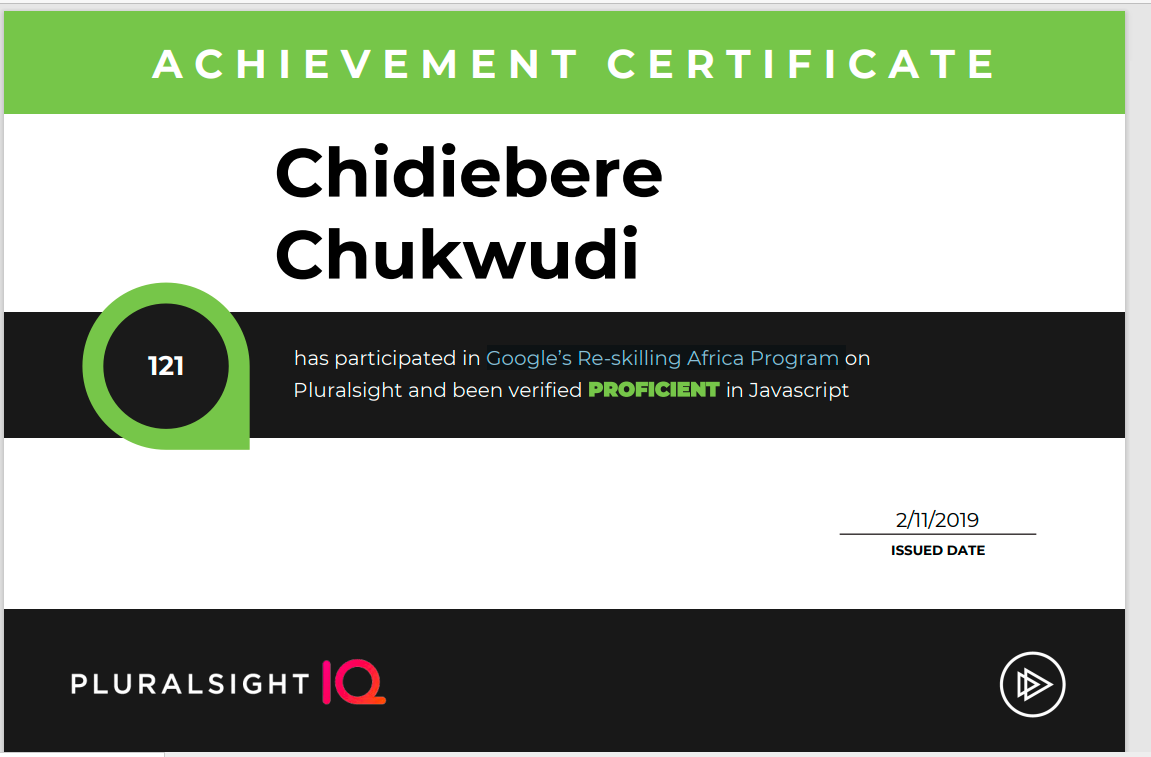 ACHIEVEMENT CERTIFICATE
Chidiebere
Chukwudi
121
has participated in Google’s Re-skilling Africa Program on
Pluralsight and been verified PROFICIENT in Javascript
2/11/2019
ISSUED DATE
PLURALSIGHT IQ